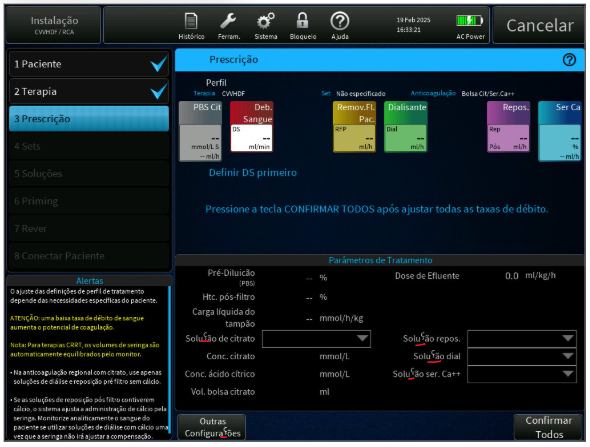 Instalação
CVVHDF / RCA
Histórico
Ferram.
Sistema
Bloqueio
Ajuda
19 Feb 2025
16:33:21
AC Power
Cancelar
1 Paciente
2 Terapia
3 Prescrição
4 Sets
5 Soluções
6 Priming
7 Rever
8 Conectar Paciente
Alertas
O ajuste das definições de perfil de tratamento
depende das necessidades específicas do paciente.
ATENÇÃO: uma baixa taxa de débito de sangue
aumenta o potencial de coagulação.
Nota: Para terapias CRRT, os volumes de seringa são
automaticamente equilibrados pelo monitor.
• Na anticoagulação regional com citrato, use apenas
soluções de diálise e reposição pré filtro sem cálcio.
• Se as soluções de reposição pós filtro contiverem
cálcio, o sistema ajusta a administração de cálcio pela
seringa. Monitorize analiticamente o sangue do
paciente se utilizar soluções de diálise com cálcio uma
vez que a seringa não irá ajustar a compensação.
Prescrição
Perfil
Terapia CVVHDF Set Não especificado Anticoagulação Bolsa Cit/Ser.Ca++
PBS Cit
--
mmol/L S
-- ml/h
Deb.
Sangue
DS
--
ml/min
Remov.Fl.
Pac.
RFP
--
ml/h
Dialisante
Dial
--
ml/h
Repos.
Rep
--
Pós ml/h
Ser Ca
--
%
-- ml/h
Definir DS primeiro
Pressione a tecla CONFIRMAR TODOS após ajustar todas as taxas de débito.
Parâmetros de Tratamento
Pré-Diluição
(PBS)
-- %
Dose de Efluente 0.0 ml/kg/h
Htc. pós-filtro -- %
Carga líquida do
tampão
-- mmol/h/kg
Solução de citrato
Solução repos.
Conc. citrato mmol/L
Solução dial
Conc. ácido cítrico mmol/L
Solução ser. Ca++
Vol. bolsa citrato ml
Outras
Configurações
Confirmar
Todos